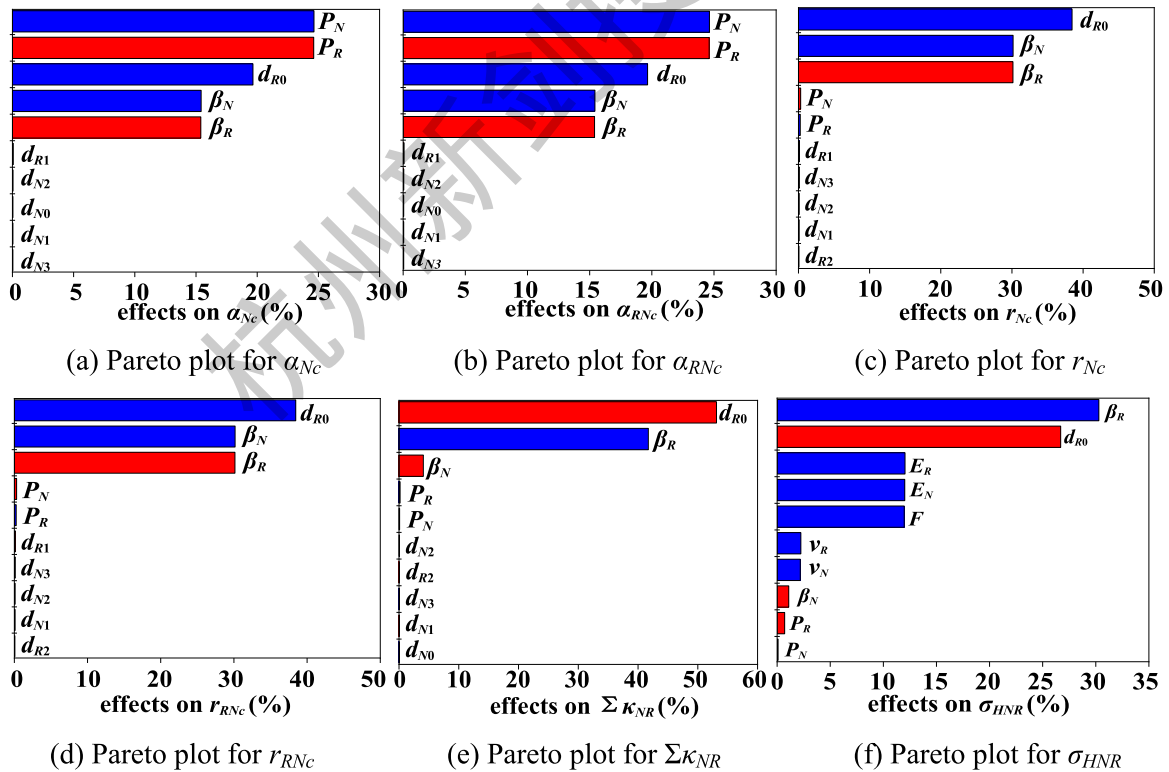 P_N
P_R
d_R0
β_N
β_R
d_R1
d_N2
d_N0
d_N1
d_N3
0 5 10 15 20 25 30
effects on α_Nc (%)
(a) Pareto plot for α_Nc
P_N
P_R
d_R0
β_N
β_R
d_R1
d_N2
d_N0
d_N1
d_N3
0 5 10 15 20 25 30
effects on α_RNc (%)
(b) Pareto plot for α_RNc
d_R0
β_N
β_R
P_N
P_R
d_R1
d_N3
d_N2
d_N1
d_R2
0 10 20 30 40 50
effects on r_Nc (%)
(c) Pareto plot for r_Nc
d_R0
β_N
β_R
P_N
P_R
d_R1
d_N3
d_N2
d_N1
d_R2
0 10 20 30 40 50
effects on r_RNc (%)
(d) Pareto plot for r_RNc
d_R0
β_R
β_N
P_R
P_N
d_N2
d_R2
d_N3
d_N1
d_N0
0 10 20 30 40 50 60
effects on Σκ_NR (%)
(e) Pareto plot for Σκ_NR
β_R
d_R0
E_R
E_N
F
ν_R
ν_N
β_N
P_R
P_N
0 5 10 15 20 25 30 35
effects on σ_HNR (%)
(f) Pareto plot for σ_HNR
杭州新剑